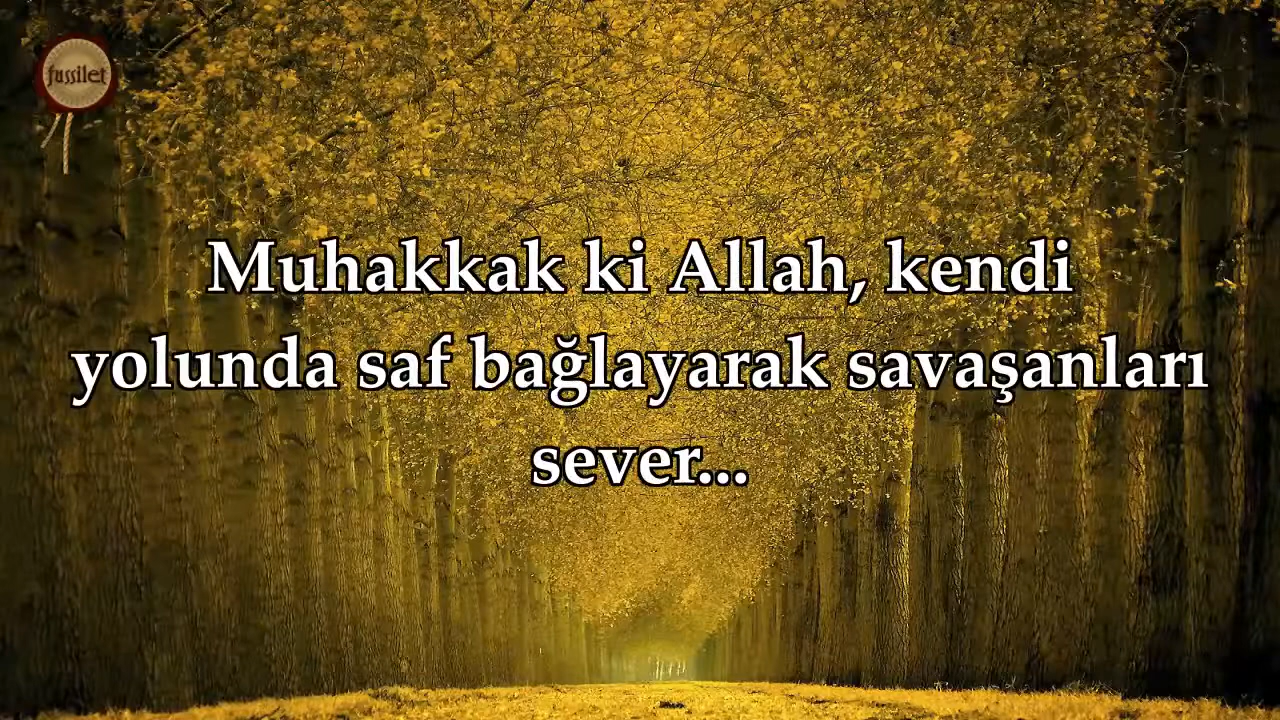 fussilet
Muhakkak ki Allah, kendi
yolunda saf bağlayarak savaşanları
sever...